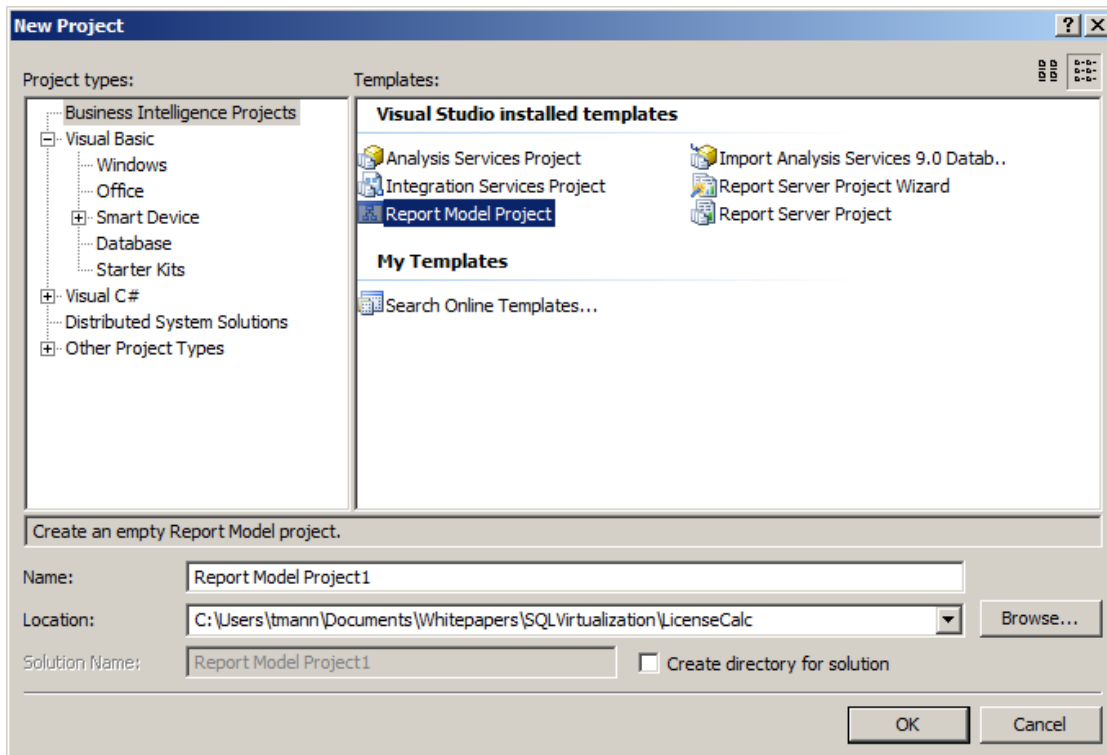 New Project
Project types:
Templates:
Business Intelligence Projects
Visual Basic
Windows
Office
Smart Device
Database
Starter Kits
Visual C#
Distributed System Solutions
Other Project Types
Visual Studio installed templates
Analysis Services Project
Import Analysis Services 9.0 Datab..
Integration Services Project
Report Server Project Wizard
Report Model Project
Report Server Project
My Templates
Search Online Templates...
Create an empty Report Model project.
Name:
Report Model Project1
Location:
C:\Users\tmann\Documents\Whitepapers\SQLVirtualization\LicenseCalc
Browse...
Solution Name:
Report Model Project1
Create directory for solution
OK
Cancel